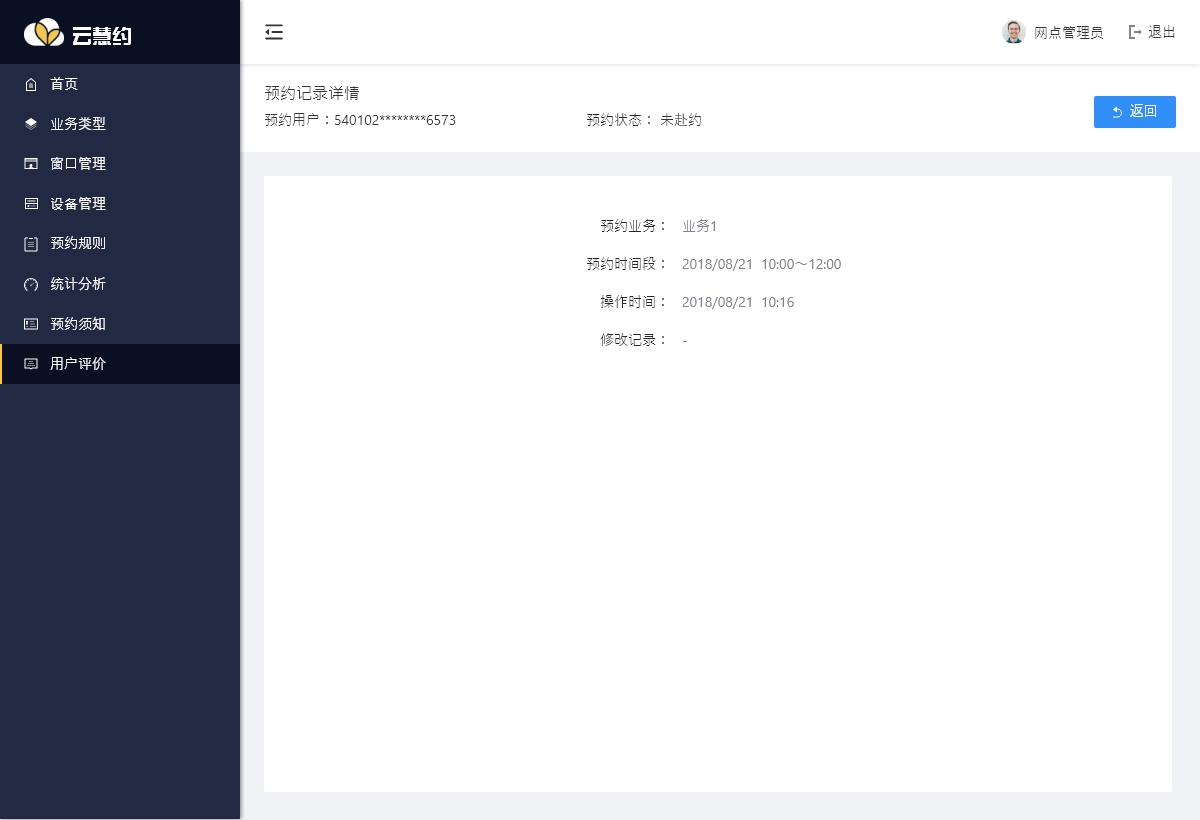 云慧约
网点管理员
退出
首页
业务类型
窗口管理
设备管理
预约规则
统计分析
预约须知
用户评价
预约记录详情
预约用户：540102********6573
预约状态： 未赴约
返回
预约业务： 业务1
预约时间段： 2018/08/21 10:00～12:00
操作时间： 2018/08/21 10:16
修改记录： -